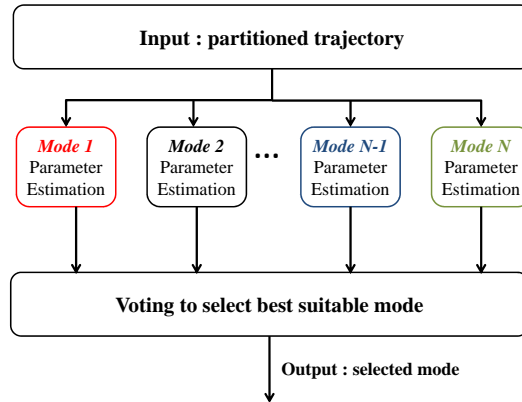 Input : partitioned trajectory
Mode 1
Parameter
Estimation
Mode 2
Parameter
Estimation
...
Mode N-1
Parameter
Estimation
Mode N
Parameter
Estimation
Voting to select best suitable mode
Output : selected mode